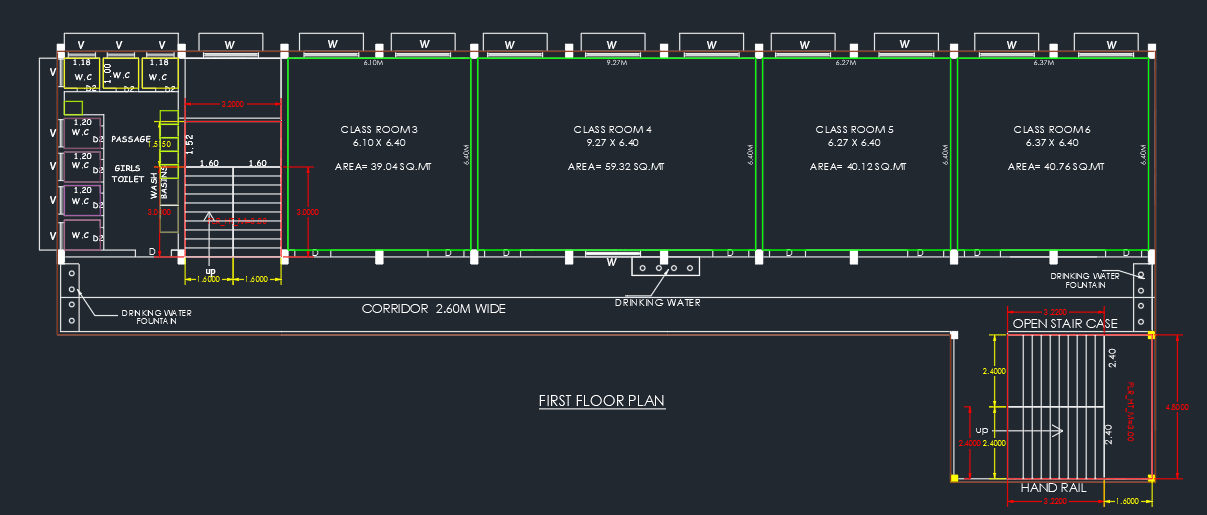 V V V W W W W W W W W W
6.10M 9.27M 6.27M 6.37M
V
1.18 1.00 1.18
W.C W.C W.C
D2 D2 D2
3.2000
V
1.20
W.C D2
PASSAGE
1.5150
1.52
V
1.20
W.C D2
GIRLS
TOILET
WASH
BASINS
V
1.20
W.C D2
V
W.C D2
3.0000
1.60 1.60
3.0000
up
1.6000 1.6000
CLASS ROOM 3
6.10 X 6.40
AREA= 39.04 SQ.MT
6.40M
CLASS ROOM 4
9.27 X 6.40
AREA= 59.32 SQ.MT
6.40M
CLASS ROOM 5
6.27 X 6.40
AREA= 40.12 SQ.MT
6.40M
CLASS ROOM 6
6.37 X 6.40
AREA= 40.76 SQ.MT
6.40M
D D D D D D D
W
DRINKING WATER
FOUNTAIN
CORRIDOR 2.60M WIDE
DRINKING WATER
DRINKING WATER
FOUNTAIN
3.2200
OPEN STAIR CASE
2.4000
2.40
4.8000
FIRST FLOOR PLAN
up
2.4000
2.4000
2.40
HAND RAIL
3.2200
1.6000